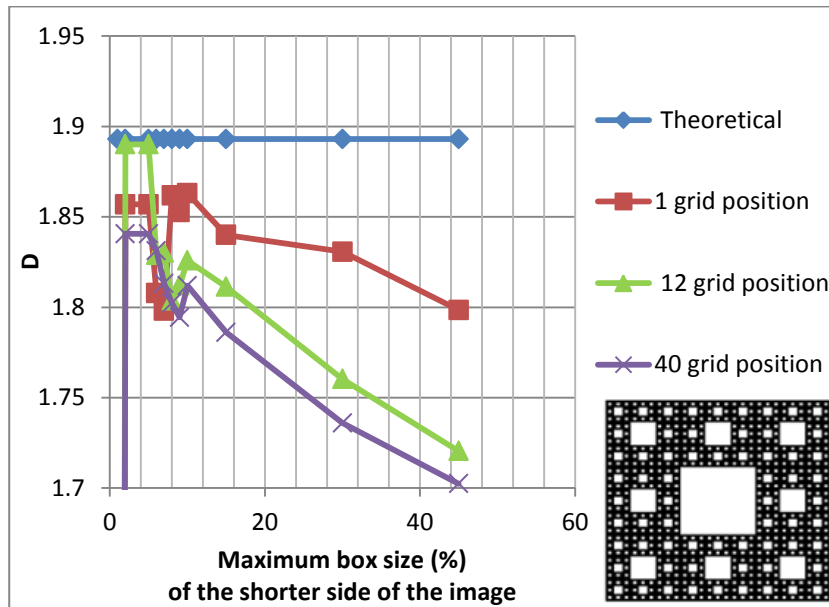 1.95
1.9
1.85
1.8
1.75
1.7
D
0 20 40 60
Maximum box size (%)
of the shorter side of the image
Theoretical
1 grid position
12 grid position
40 grid position